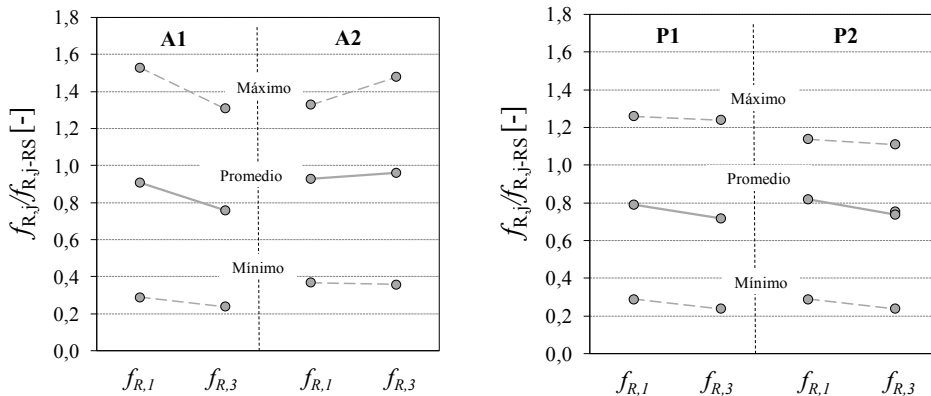 A1 A2
1,8
1,6
1,4
1,2
1,0
0,8
0,6
0,4
0,2
0,0
f_R,j/f_R,j-RS [-]
Máximo
Promedio
Mínimo
f_R,1 f_R,3 f_R,1 f_R,3
P1 P2
1,8
1,6
1,4
1,2
1,0
0,8
0,6
0,4
0,2
0,0
f_R,j/f_R,j-RS [-]
Máximo
Promedio
Mínimo
f_R,1 f_R,3 f_R,1 f_R,3